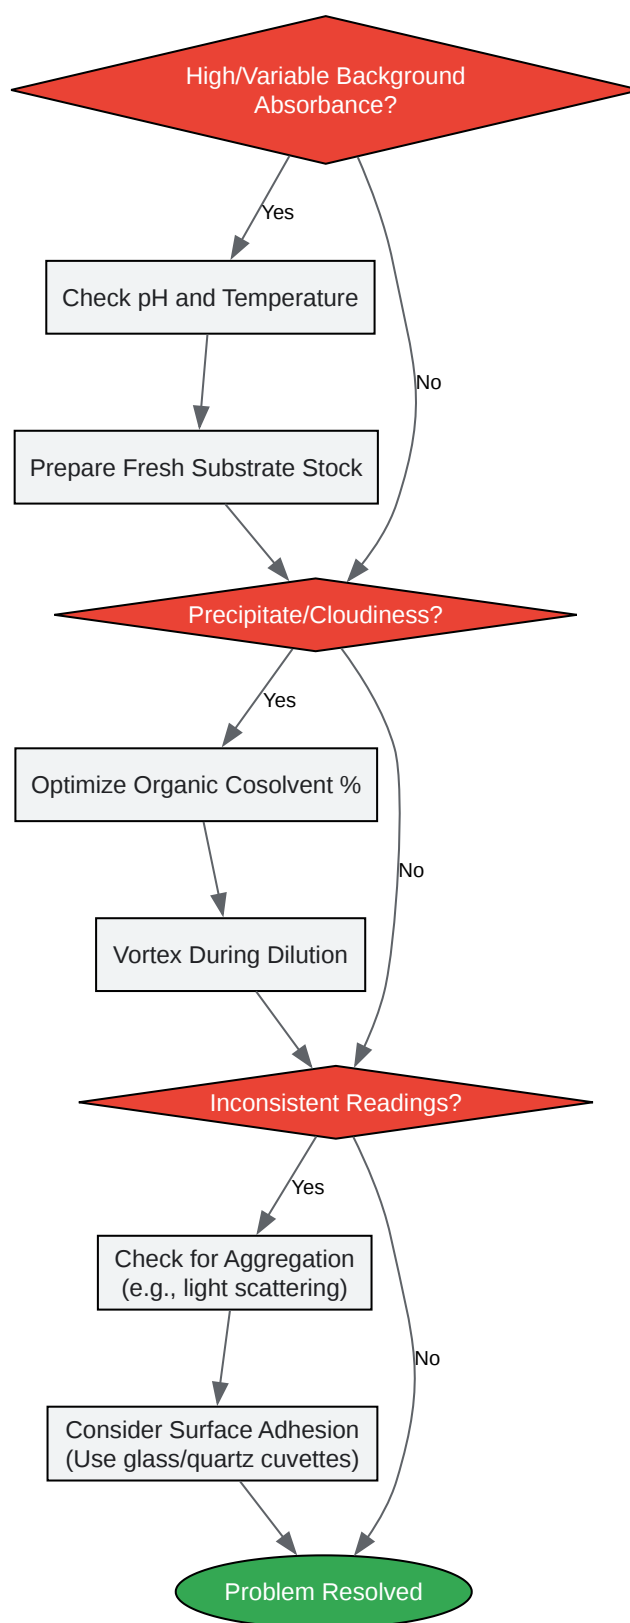 High/Variable Background
Absorbance?
Yes
Check pH and Temperature
No
Prepare Fresh Substrate Stock
Precipitate/Cloudiness?
Yes
Optimize Organic Cosolvent %
No
Vortex During Dilution
Inconsistent Readings?
Yes
Check for Aggregation
(e.g., light scattering)
No
Consider Surface Adhesion
(Use glass/quartz cuvettes)
Problem Resolved